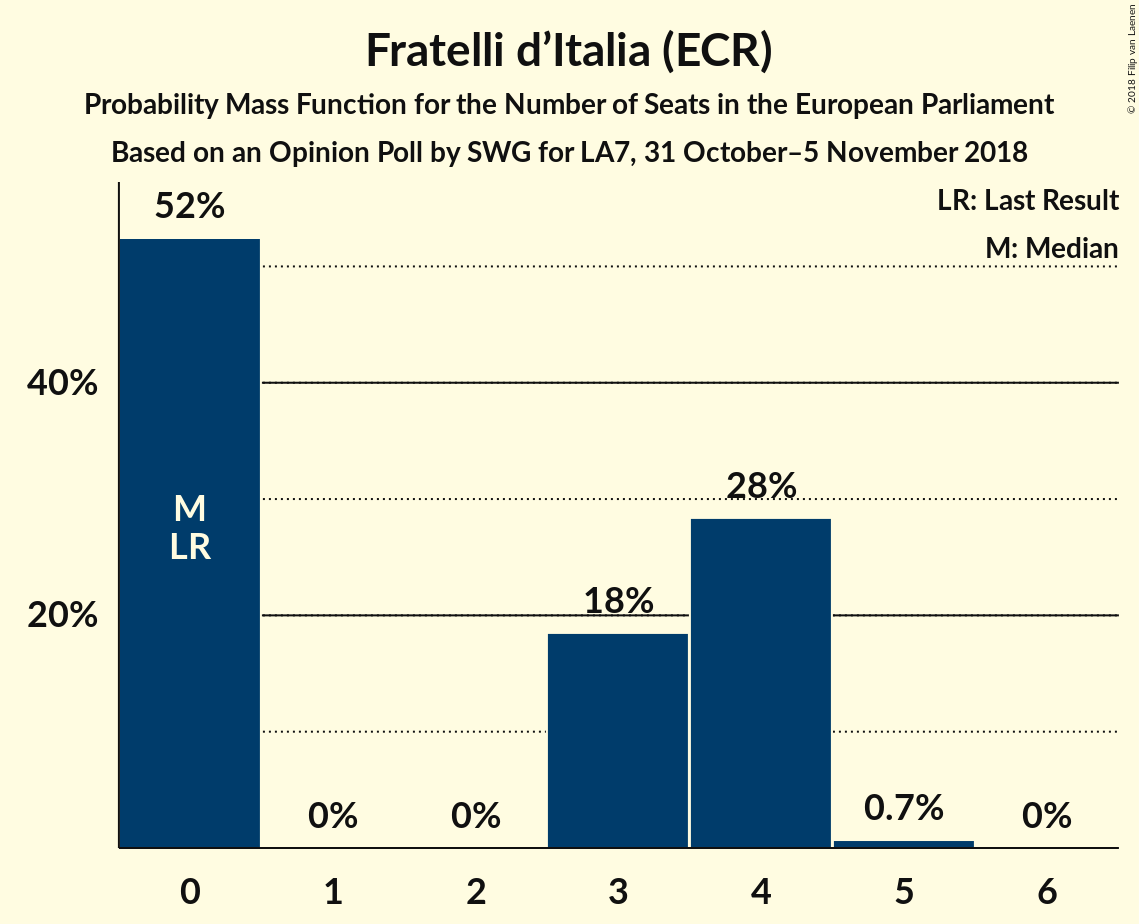 Fratelli d’Italia (ECR)
Probability Mass Function for the Number of Seats in the European Parliament
Based on an Opinion Poll by SWG for LA7, 31 October–5 November 2018
© 2018 Filip van Laenen
LR: Last Result
M: Median
52%
40%
M
LR
28%
18%
20%
0%
0%
0.7%
0%
0 1 2 3 4 5 6